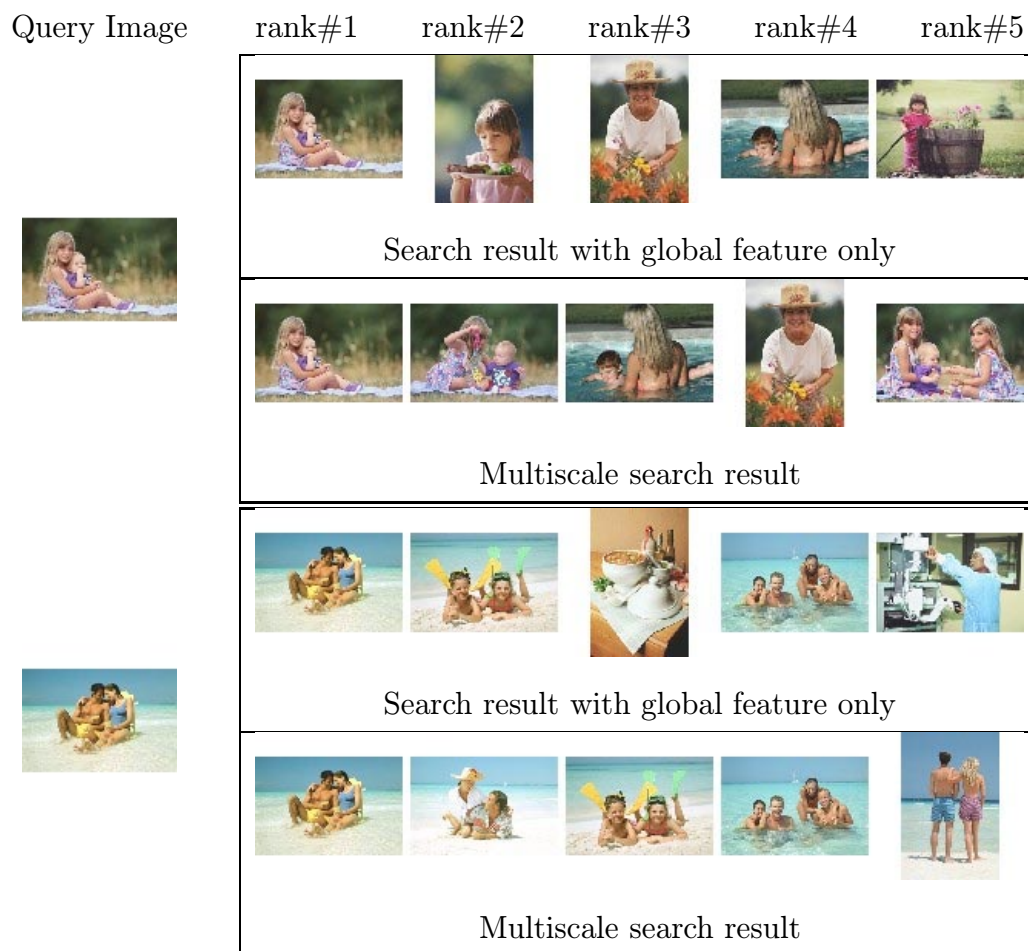 Query Image rank#1 rank#2 rank#3 rank#4 rank#5
Search result with global feature only
Multiscale search result
Search result with global feature only
Multiscale search result